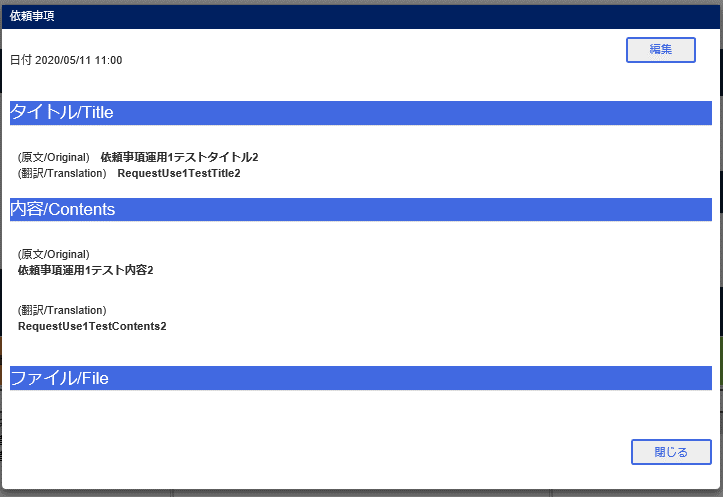 依頼事項
編集
日付 2020/05/11 11:00
タイトル/Title
(原文/Original) 依頼事項運用1テストタイトル2
(翻訳/Translation) RequestUse1TestTitle2
内容/Contents
(原文/Original)
依頼事項運用1テスト内容2
(翻訳/Translation)
RequestUse1TestContents2
ファイル/File
閉じる